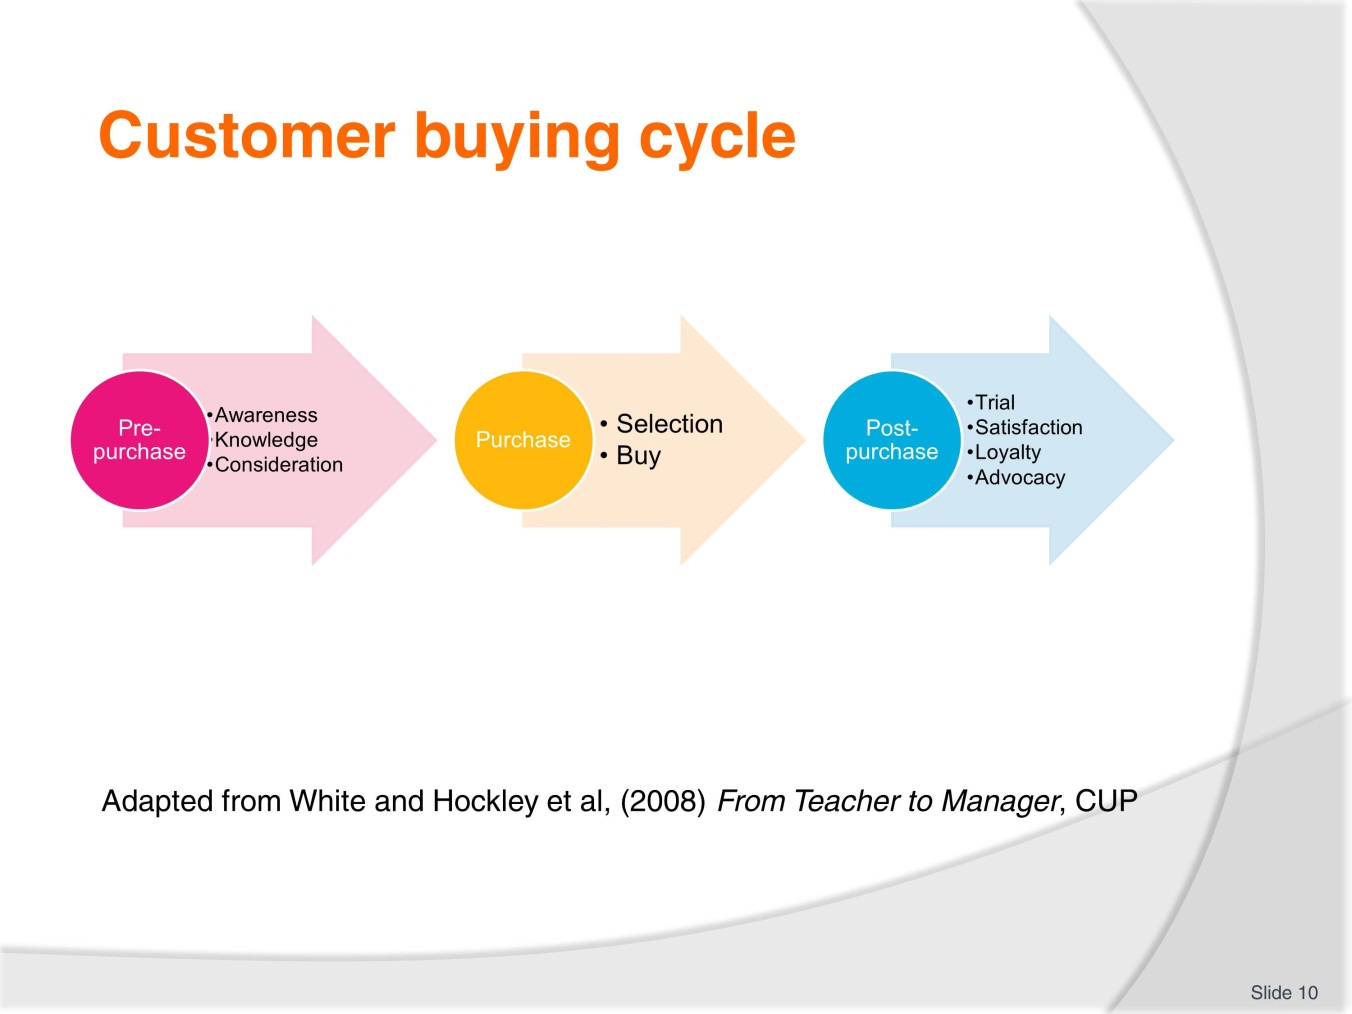 Customer buying cycle
Pre-
purchase
•Awareness
•Knowledge
•Consideration
Purchase
• Selection
• Buy
Post-
purchase
•Trial
•Satisfaction
•Loyalty
•Advocacy
Adapted from White and Hockley et al, (2008) From Teacher to Manager, CUP
Slide 10